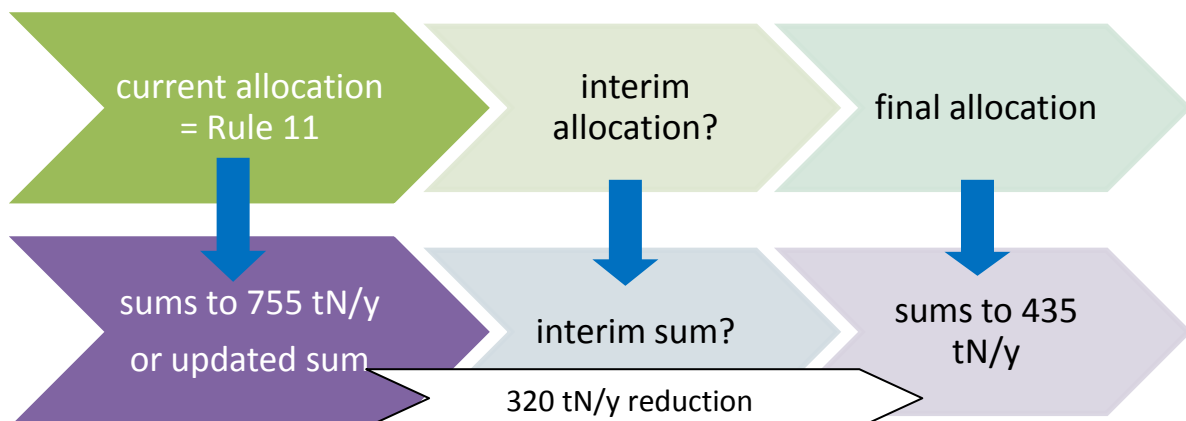 current allocation
= Rule 11
interim
allocation?
final allocation
sums to 755 tN/y
or updated sum
interim sum?
sums to 435
tN/y
320 tN/y reduction